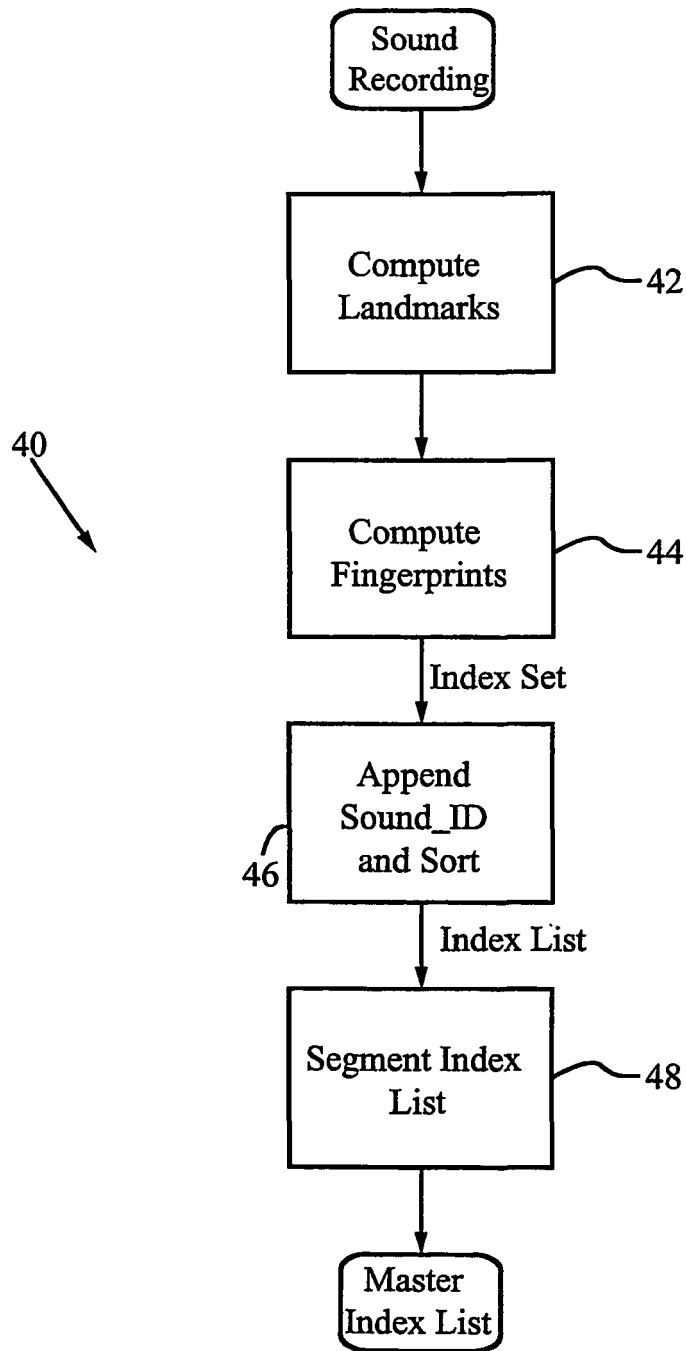 Sound
Recording
Compute
Landmarks
42
40
Compute
Fingerprints
44
Index Set
Append
Sound_ID
and Sort
46
Index List
Segment Index
List
48
Master
Index List